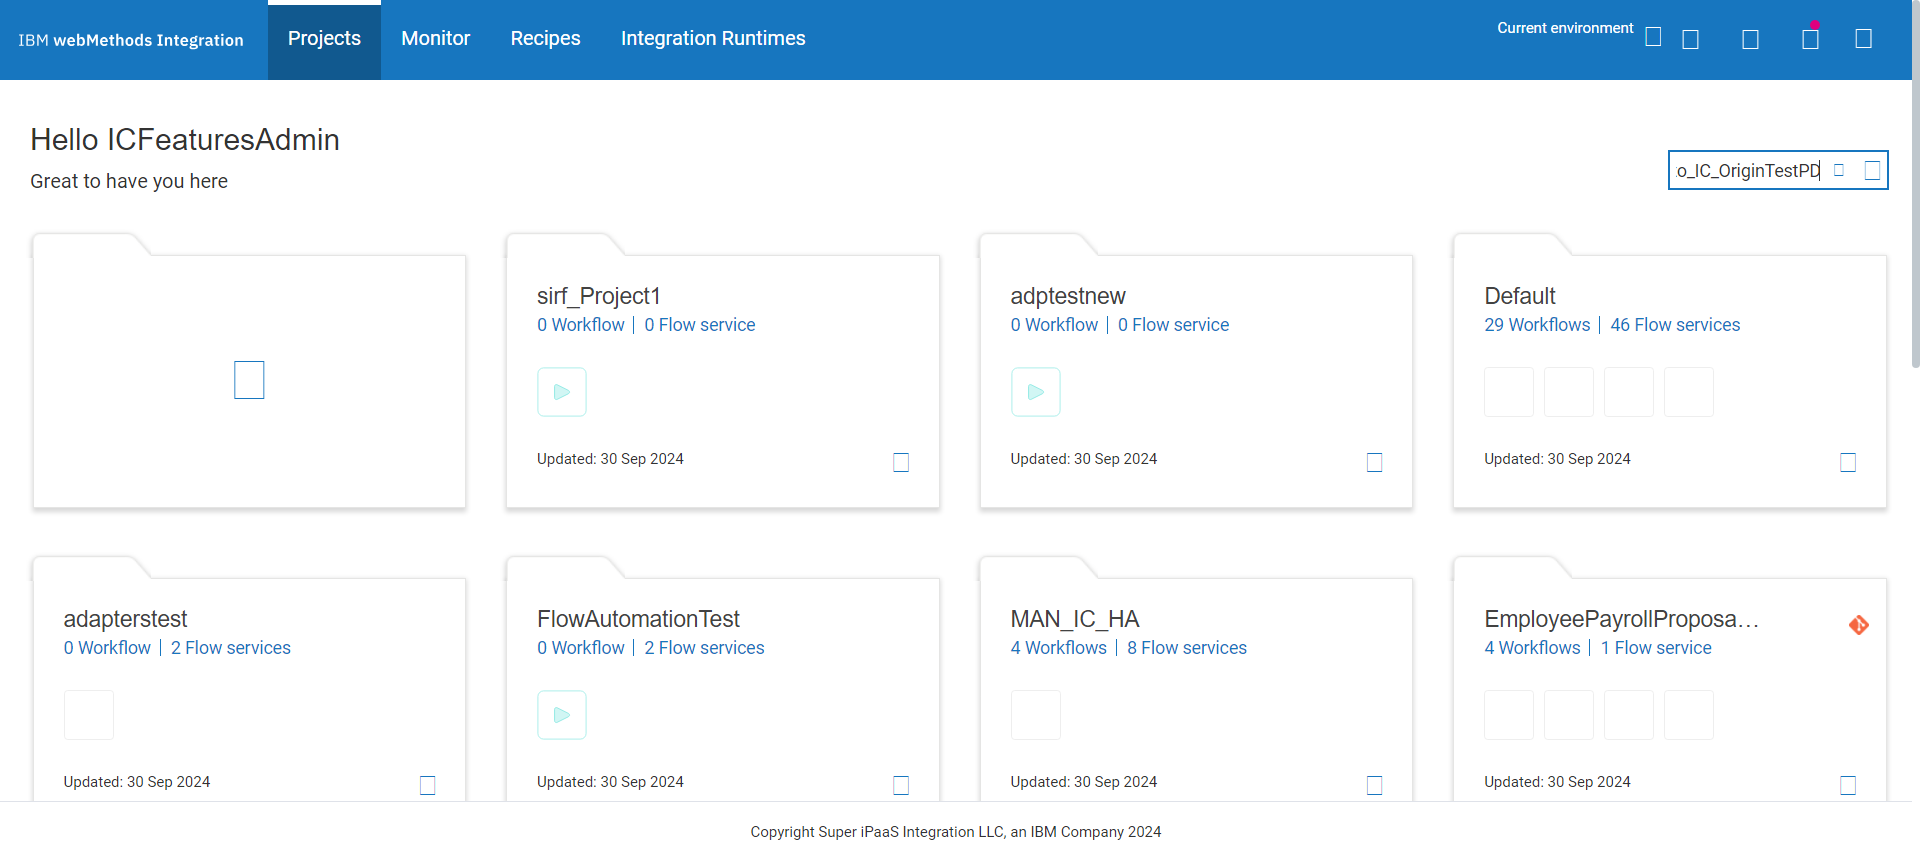 IBM webMethods Integration
Projects
Monitor
Recipes
Integration Runtimes
Current environment
Hello ICFeaturesAdmin
Great to have you here
o_IC_OriginTestPD
sirf_Project1
0 Workflow | 0 Flow service
Updated: 30 Sep 2024
adptestnew
0 Workflow | 0 Flow service
Updated: 30 Sep 2024
Default
29 Workflows | 46 Flow services
Updated: 30 Sep 2024
adapterstest
0 Workflow | 2 Flow services
Updated: 30 Sep 2024
FlowAutomationTest
0 Workflow | 2 Flow services
Updated: 30 Sep 2024
MAN_IC_HA
4 Workflows | 8 Flow services
Updated: 30 Sep 2024
EmployeePayrollProposa...
4 Workflows | 1 Flow service
Updated: 30 Sep 2024
Copyright Super iPaaS Integration LLC, an IBM Company 2024